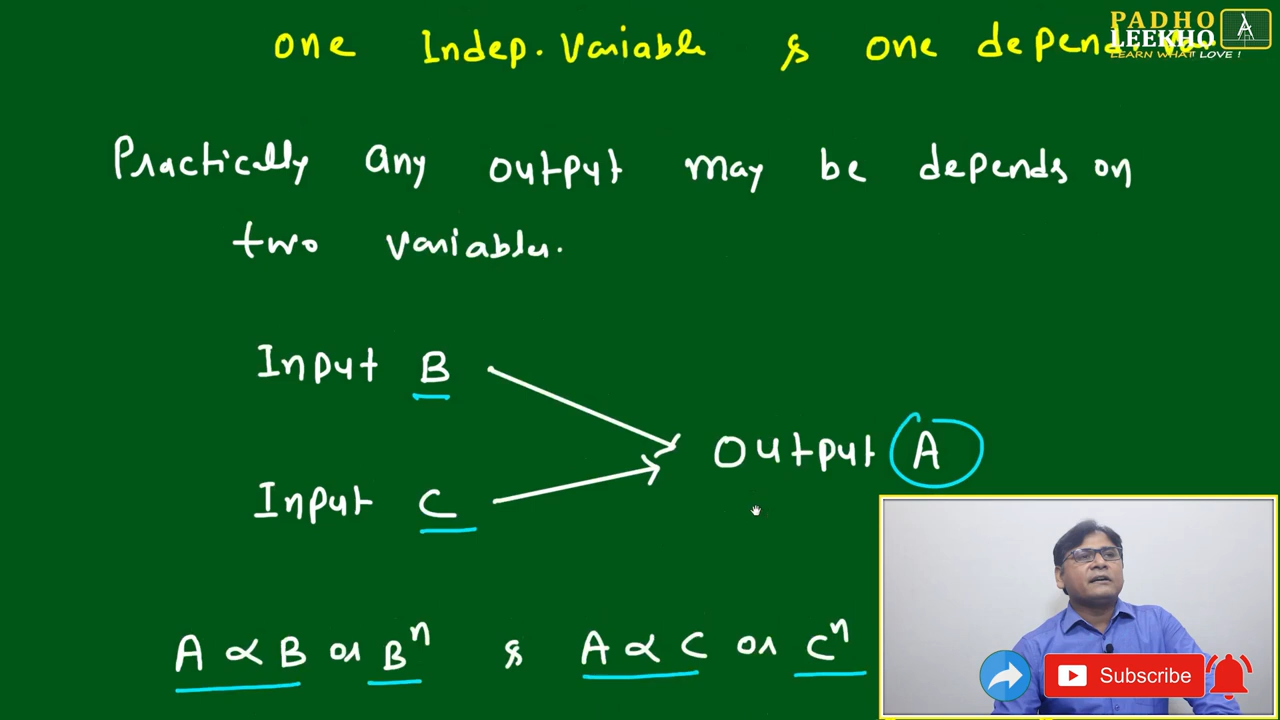 one Indep. Variable & one depend.
PADHO
LEEKHO
LEARN WHAT LOVE !
Practically any output may be depends on
two variables.
Input B
Output A
Input C
A ∝ B or Bⁿ & A ∝ C or Cⁿ
Subscribe